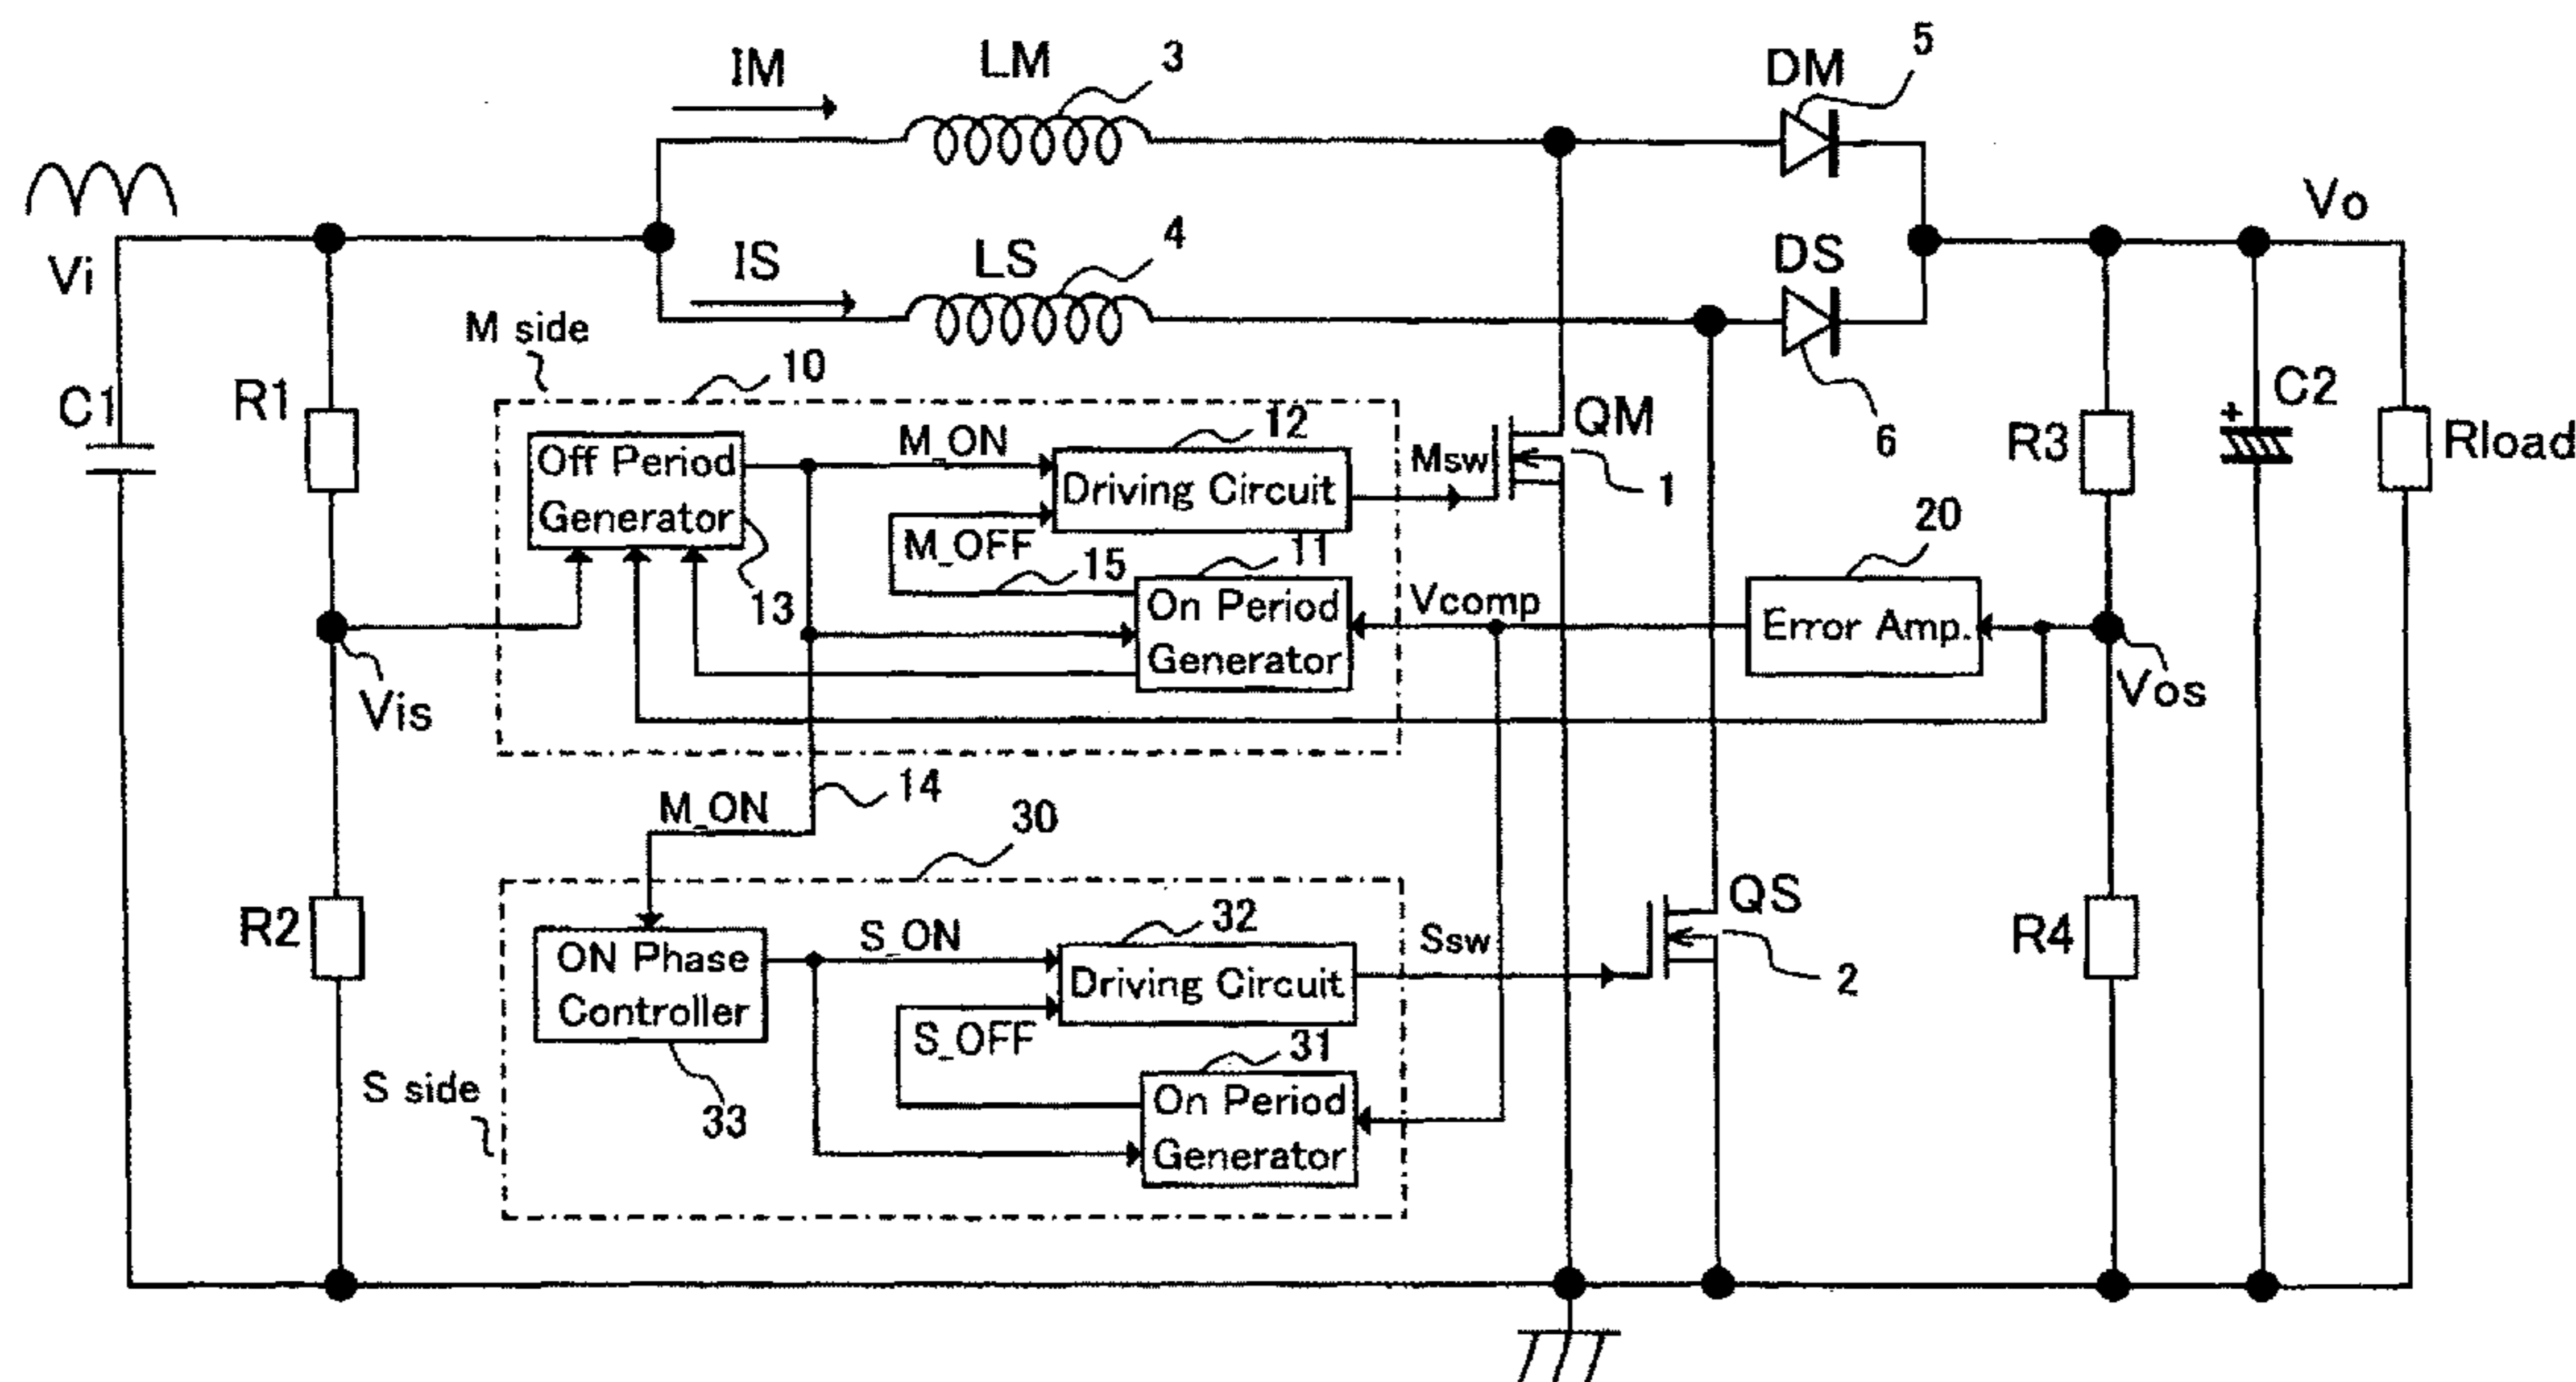 IM
LM
3
DM
5
Vi
IS
LS
4
DS
Vo
M side
10
6
C1
R1
12
QM
C2
+
R3
Rload
Off Period
Generator
M_ON
Driving Circuit
Msw
1
M_OFF
13
15
11
On Period
Generator
Vcomp
20
Error Amp.
Vis
Vos
14
M_ON
30
R2
ON Phase
Controller
S_ON
32
Driving Circuit
Ssw
QS
2
R4
S_OFF
S side
33
31
On Period
Generator